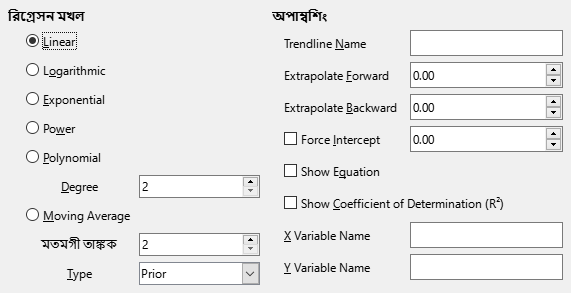 রিগ্রেসন মখল
Linear
Logarithmic
Exponential
Power
Polynomial
Degree 2
Moving Average
মতমগী তাঙ্কক 2
Type Prior
অপাম্বশিং
Trendline Name
Extrapolate Forward 0.00
Extrapolate Backward 0.00
Force Intercept 0.00
Show Equation
Show Coefficient of Determination (R²)
X Variable Name
Y Variable Name